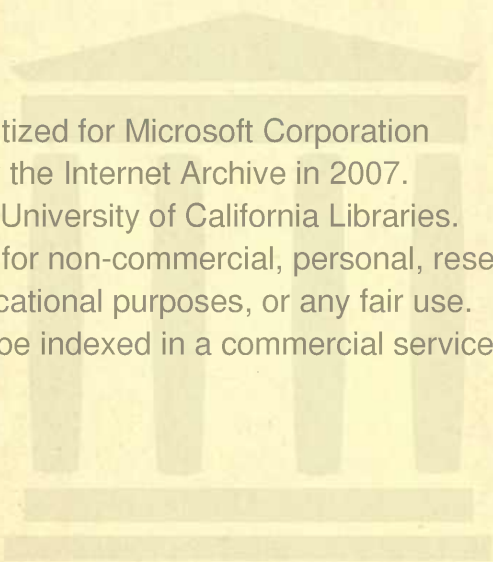 tized for Microsoft Corporation
the Internet Archive in 2007.
University of California Libraries.
for non-commercial, personal, rese
cational purposes, or any fair use.
be indexed in a commercial service